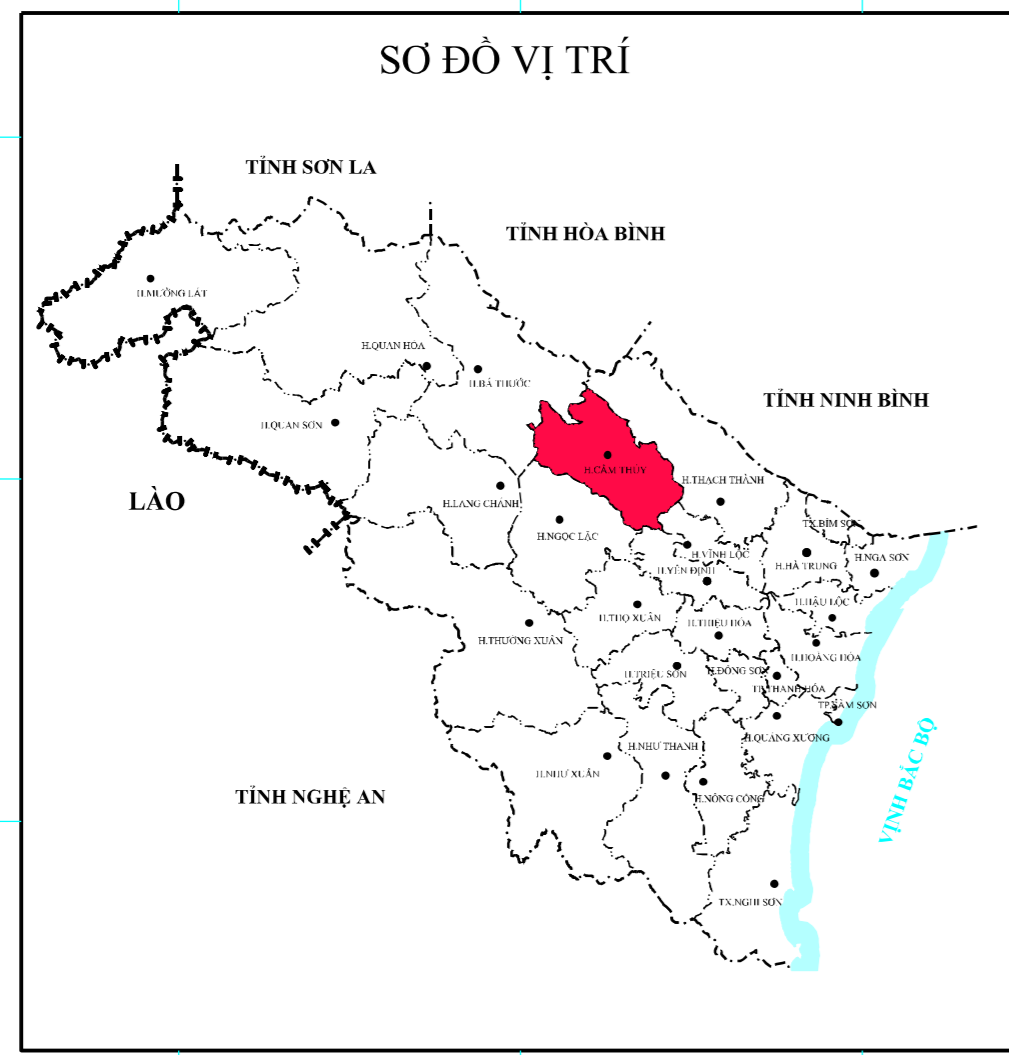 SƠ ĐỒ VỊ TRÍ
TỈNH SƠN LA
TỈNH HÒA BÌNH
H.MƯỜNG LÁT
H.QUAN HÓA
H.BÁ THƯỚC
TỈNH NINH BÌNH
H.QUAN SƠN
H.CẨM THỦY
H.THẠCH THÀNH
LÀO
H.LANG CHÁNH
TX.BỈM SƠN
H.NGỌC LẶC
H.VĨNH LỘC
H.HÀ TRUNG
H.NGA SƠN
H.YÊN ĐỊNH
H.HẬU LỘC
H.THỌ XUÂN
H.THIỆU HÓA
H.THƯỜNG XUÂN
H.HOẰNG HÓA
H.TRIỆU SƠN
H.ĐÔNG SƠN
TP.THANH HÓA
TP.SẦM SƠN
H.QUẢNG XƯƠNG
H.NHƯ THANH
H.NHƯ XUÂN
VỊNH BẮC BỘ
TỈNH NGHỆ AN
H.NÔNG CỐNG
TX.NGHI SƠN